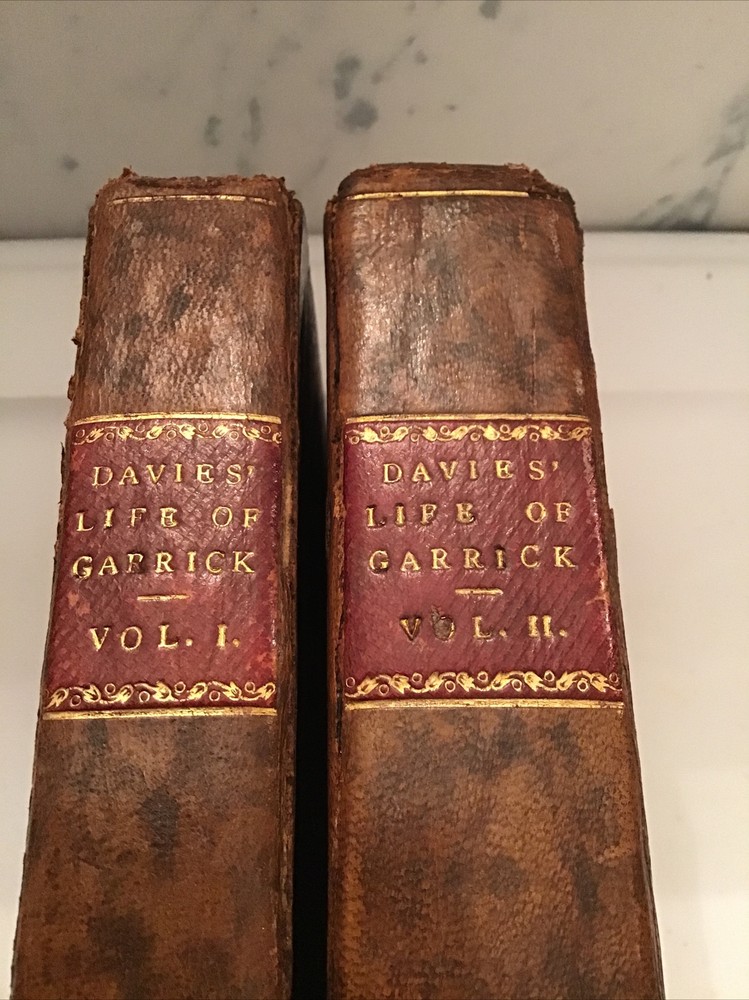 DAVIES'
LIFE OF
GARRICK
VOL. I.
DAVIES'
LIFE OF
GARRICK
VOL. II.